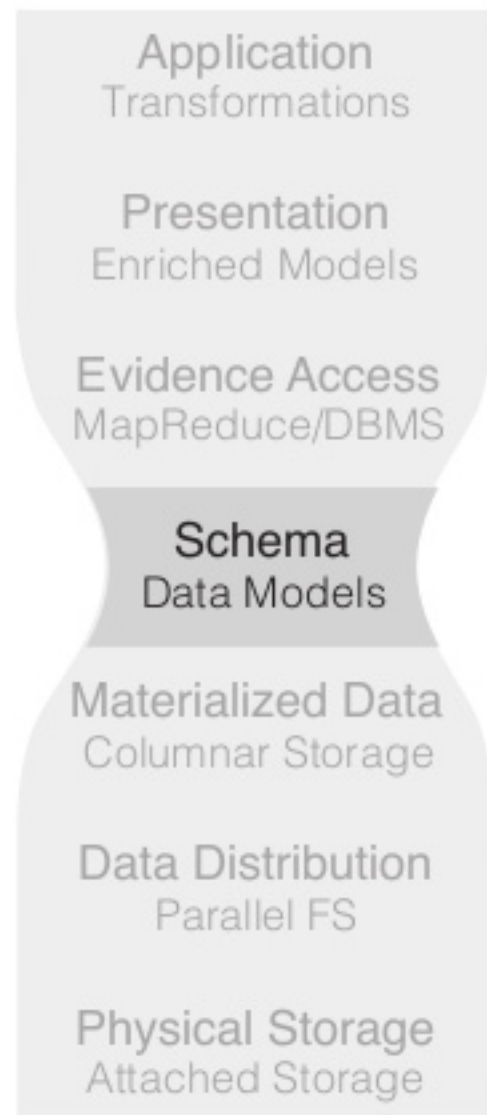 Application
Transformations
Presentation
Enriched Models
Evidence Access
MapReduce/DBMS
Schema
Data Models
Materialized Data
Columnar Storage
Data Distribution
Parallel FS
Physical Storage
Attached Storage